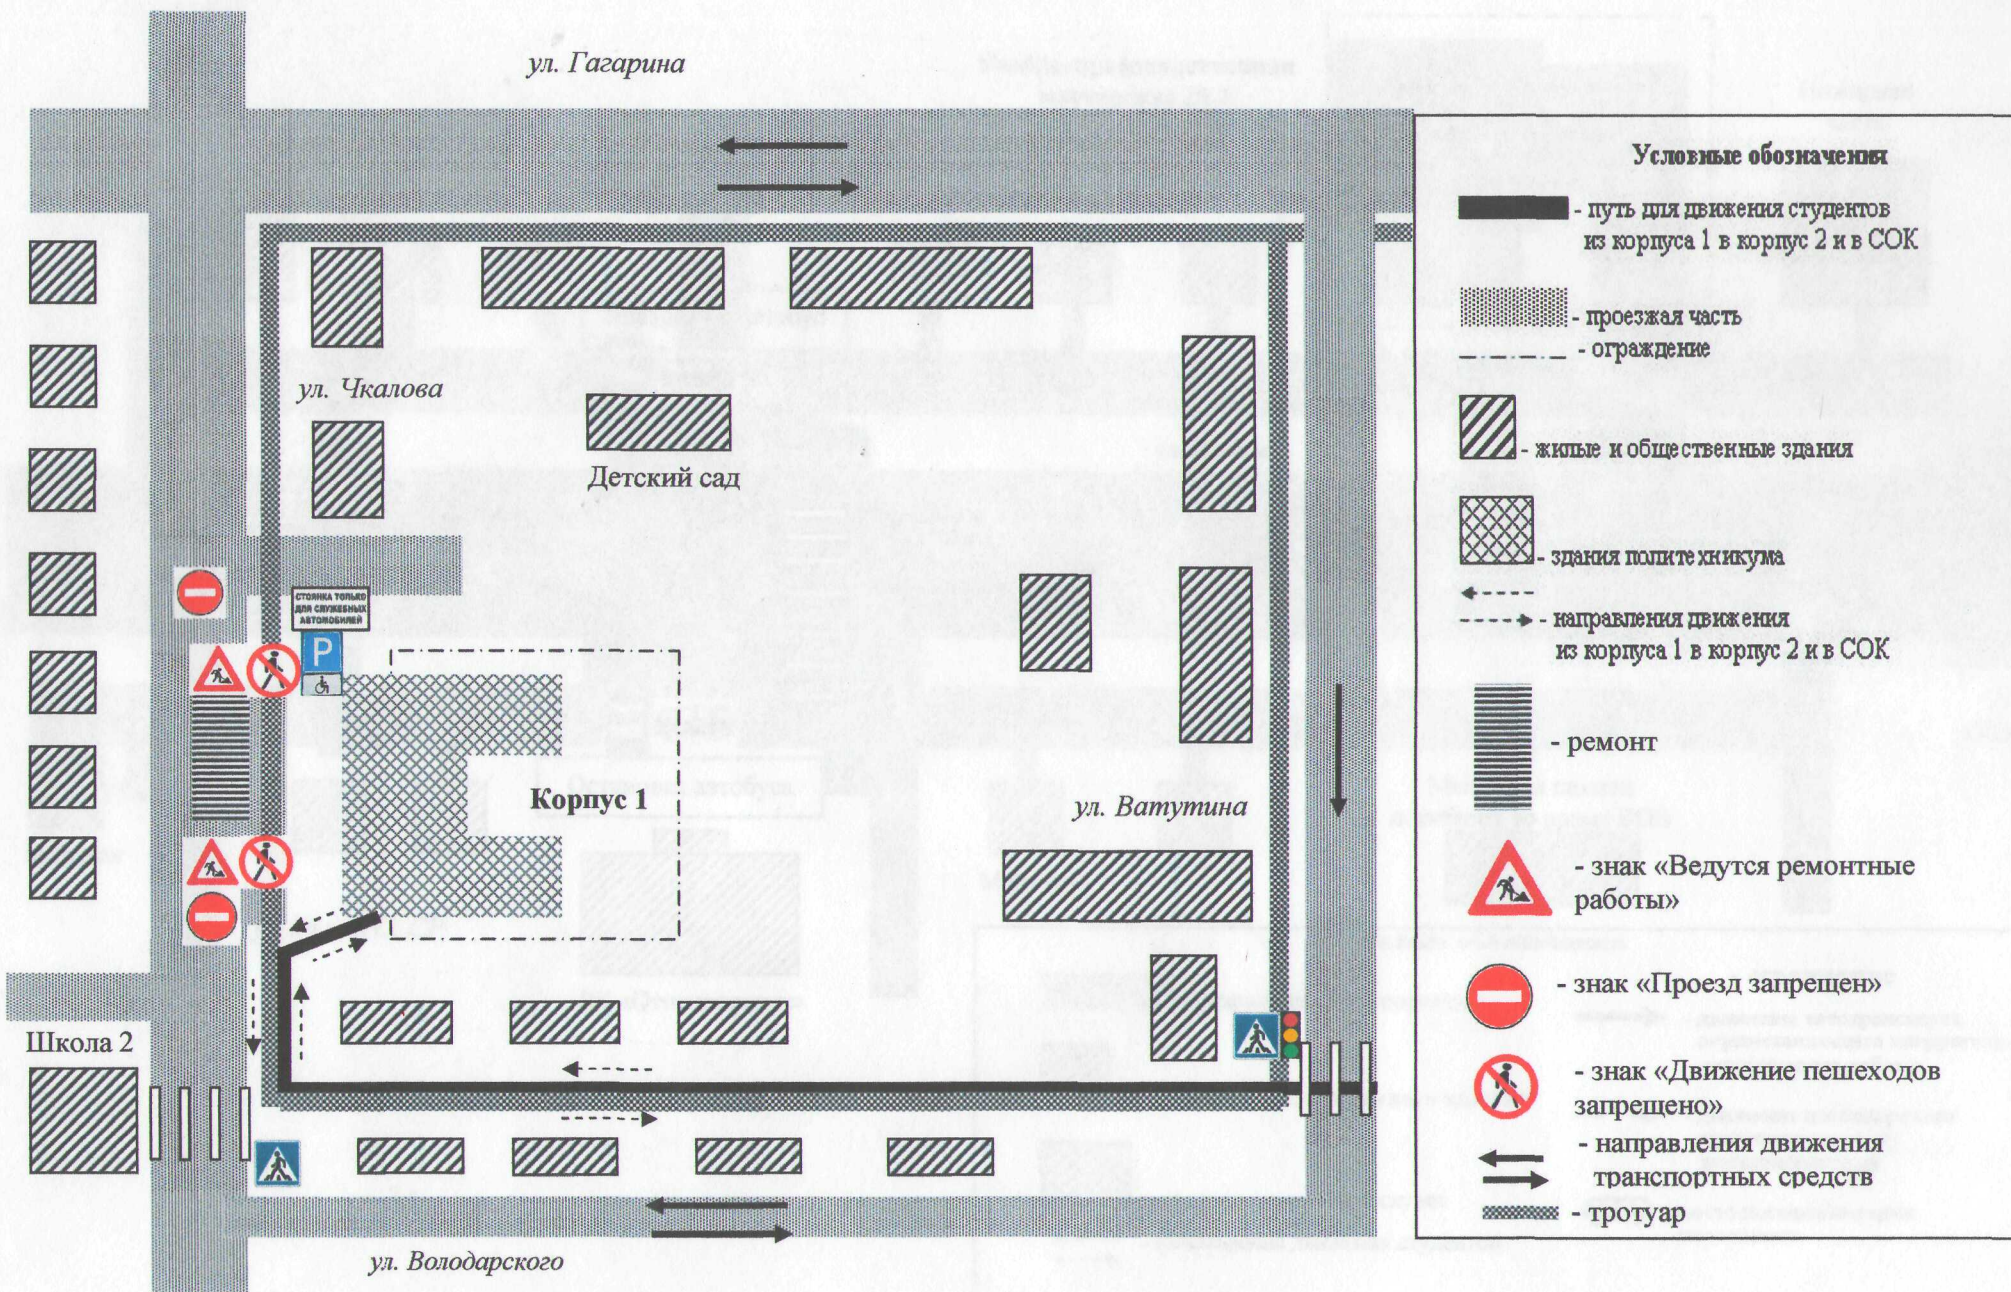 ул. Гагарина
ул. Чкалова
Детский сад
СТОЯНКА ТОЛЬКО
ДЛЯ СЛУЖЕБНЫХ
АВТОМОБИЛЕЙ
P
Корпус 1
ул. Ватутина
Школа 2
ул. Володарского
Условные обозначения
- путь для движения студентов
из корпуса 1 в корпус 2 и в СОК
- проезжая часть
- ограждение
- жилые и общественные здания
- здания политехникума
- направления движения
из корпуса 1 в корпус 2 и в СОК
- ремонт
- знак «Ведутся ремонтные
работы»
- знак «Проезд запрещен»
- знак «Движение пешеходов
запрещено»
- направления движения
транспортных средств
- тротуар